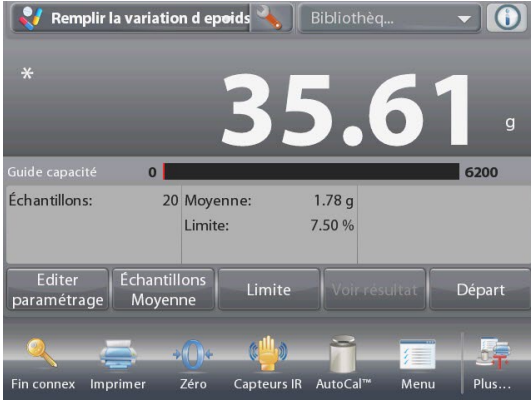 Remplir la variation d epoids Bibliothèq...
*
35.61 g
Guide capacité 0 6200
Échantillons: 20 Moyenne: 1.78 g
Limite: 7.50 %
Editer paramétrage Échantillons Moyenne Limite Voir résultat Départ
Fin connex Imprimer Zéro Capteurs IR AutoCal™ Menu Plus...